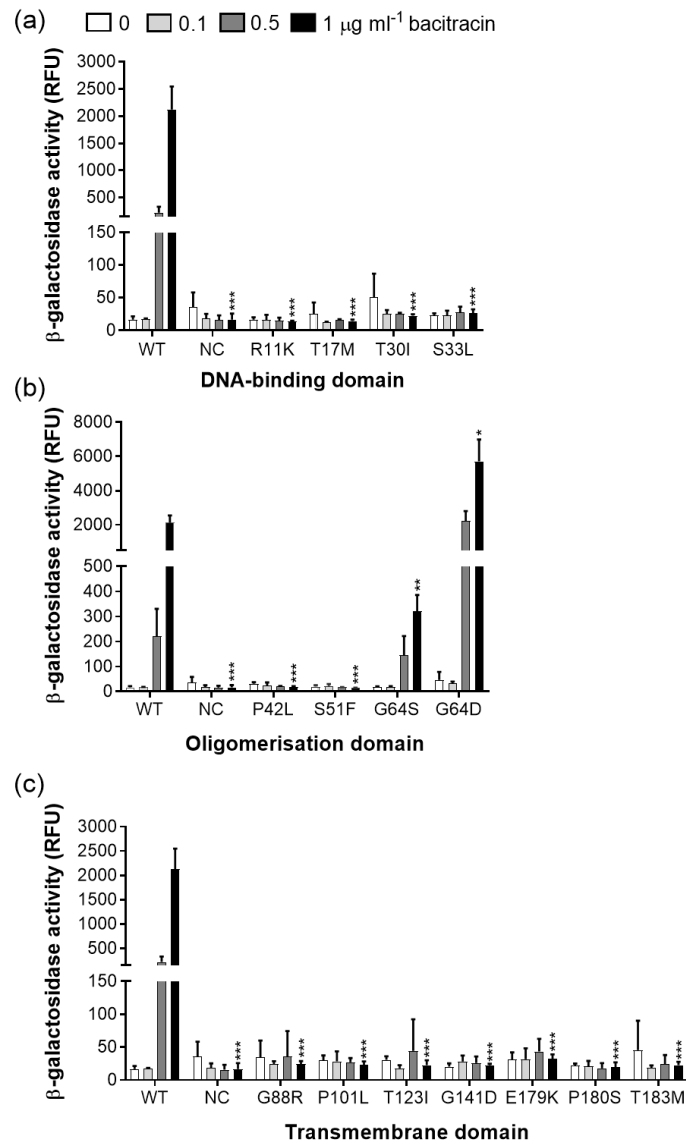 (a)
0 0.1 0.5 1 μg ml-1 bacitracin
β-galactosidase activity (RFU)
3000
2500
2000
1500
1000
500
150
100
50
0
*** *** *** *** ***
WT NC R11K T17M T30I S33L
DNA-binding domain
(b)
β-galactosidase activity (RFU)
8000
6000
4000
2000
500
400
300
200
100
0
*** *** *** ** *
WT NC P42L S51F G64S G64D
Oligomerisation domain
(c)
β-galactosidase activity (RFU)
3000
2500
2000
1500
1000
500
150
100
50
0
*** *** *** *** *** *** *** ***
WT NC G88R P101L T123I G141D E179K P180S T183M
Transmembrane domain